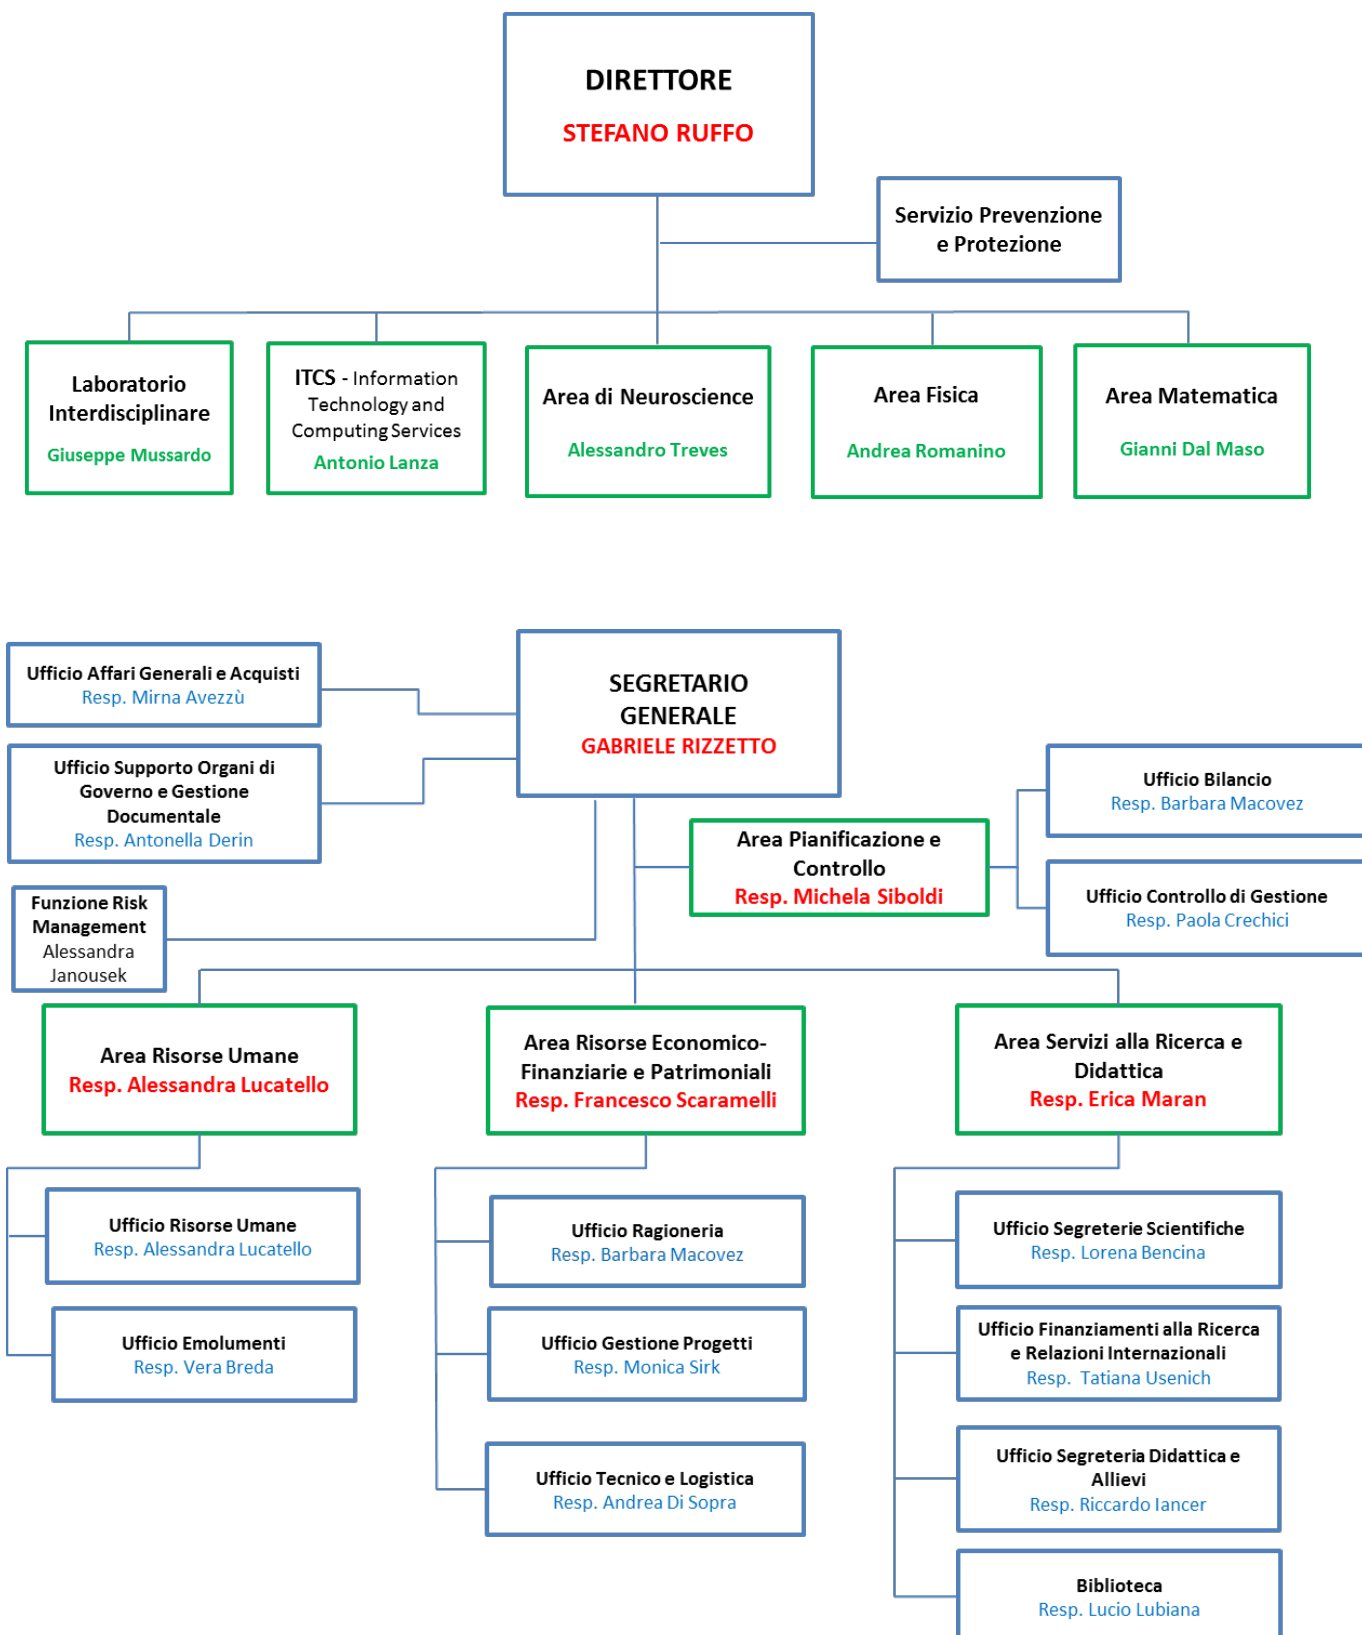 DIRETTORE
STEFANO RUFFO
Servizio Prevenzione
e Protezione
Laboratorio
Interdisciplinare
Giuseppe Mussardo
ITCS - Information
Technology and
Computing Services
Antonio Lanza
Area di Neuroscience
Alessandro Treves
Area Fisica
Andrea Romanino
Area Matematica
Gianni Dal Maso
SEGRETARIO
GENERALE
GABRIELE RIZZETTO
Ufficio Affari Generali e Acquisti
Resp. Mirna Avezzù
Ufficio Supporto Organi di
Governo e Gestione
Documentale
Resp. Antonella Derin
Funzione Risk
Management
Alessandra
Janousek
Area Pianificazione e
Controllo
Resp. Michela Siboldi
Ufficio Bilancio
Resp. Barbara Macovez
Ufficio Controllo di Gestione
Resp. Paola Crechici
Area Risorse Umane
Resp. Alessandra Lucatello
Ufficio Risorse Umane
Resp. Alessandra Lucatello
Ufficio Emolumenti
Resp. Vera Breda
Area Risorse Economico-
Finanziarie e Patrimoniali
Resp. Francesco Scaramelli
Ufficio Ragioneria
Resp. Barbara Macovez
Ufficio Gestione Progetti
Resp. Monica Sirk
Ufficio Tecnico e Logistica
Resp. Andrea Di Sopra
Area Servizi alla Ricerca e
Didattica
Resp. Erica Maran
Ufficio Segreterie Scientifiche
Resp. Lorena Bencina
Ufficio Finanziamenti alla Ricerca
e Relazioni Internazionali
Resp. Tatiana Usenich
Ufficio Segreteria Didattica e
Allievi
Resp. Riccardo Iancer
Biblioteca
Resp. Lucio Lubiana